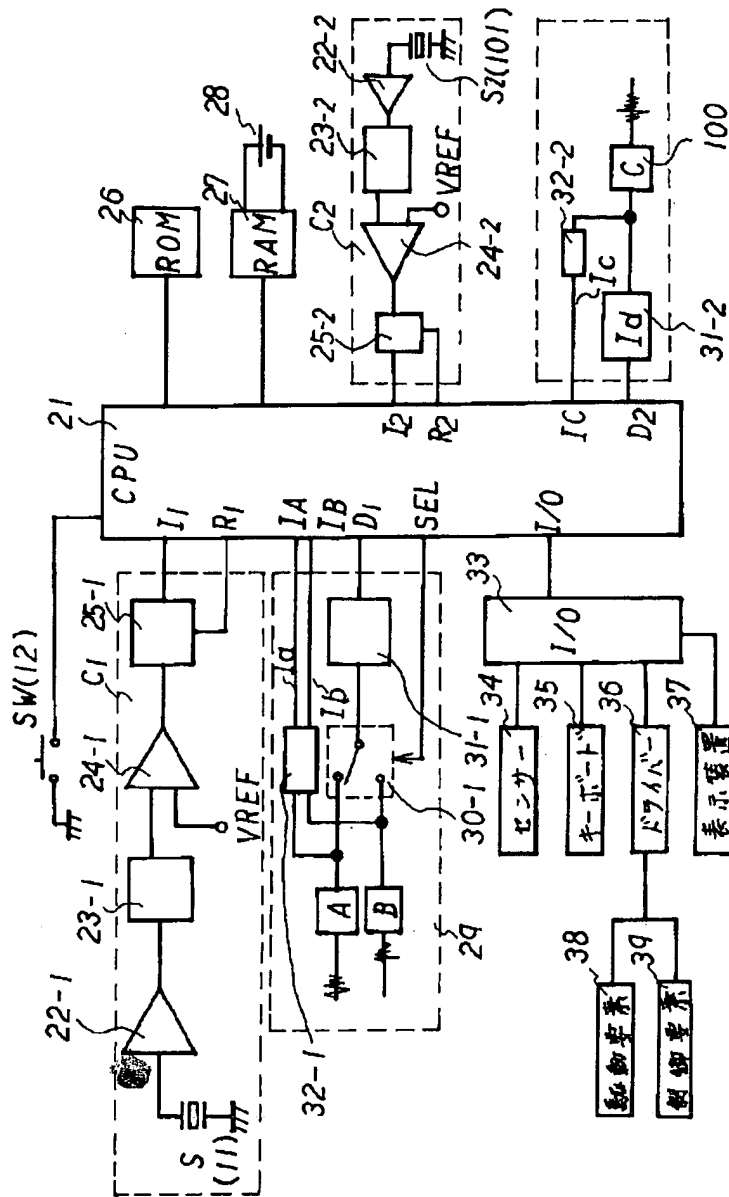 SW(12)
CPU
21
I1
R1
IA
IB
D1
SEL
I/O
I2
R2
IC
D2
22-1
23-1
24-1
25-1
C1
VREF
S
(11)
32-1
Ia
Ib
31-1
30-1
A
B
29
33
I/O
34
センサー
35
キーボード
36
ドライバー
37
表示装置
38
駆動要素
39
制御要素
26
ROM
27
RAM
28
22-2
23-2
24-2
25-2
C2
VREF
S2(101)
32-2
Ic
Id
31-2
C
100